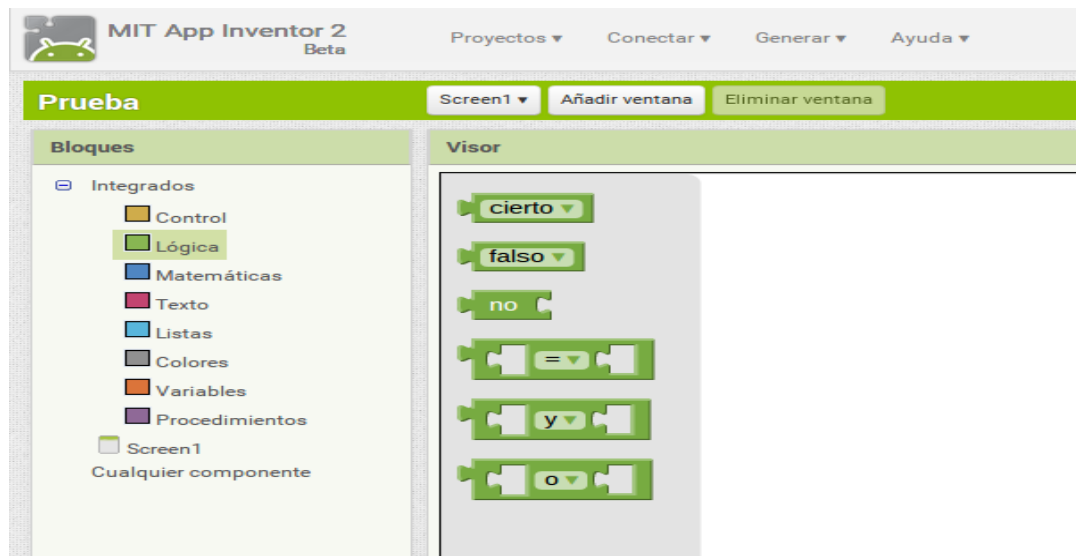 MIT App Inventor 2
Beta
Proyectos Conectar Generar Ayuda
Prueba
Screen1 Añadir ventana Eliminar ventana
Bloques
Visor
Integrados
Control
Lógica
Matemáticas
Texto
Listas
Colores
Variables
Procedimientos
Screen1
Cualquier componente
cierto
falso
no
=
y
o